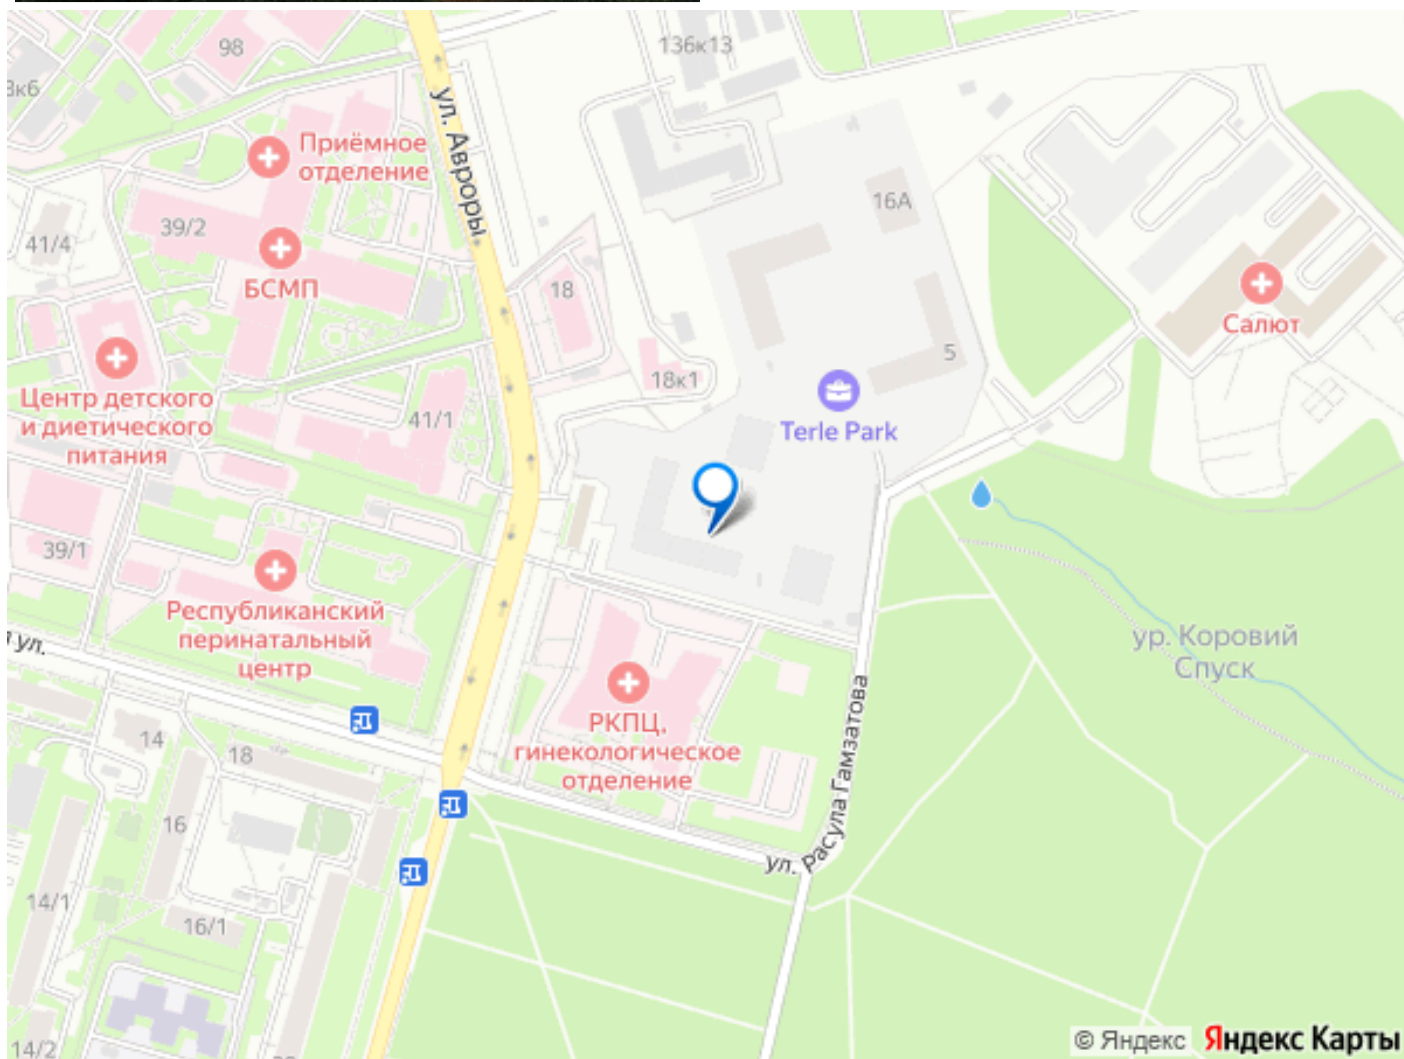 98
136к13
3к6
ул. Авроры
Приёмное
отделение
16А
39/2
41/4
БСМП
18
Салют
5
18к1
Центр детского
и диетического
питания
41/1
Terle Park
39/1
Республиканский
перинатальный
центр
ур. Коровий
Спуск
ул.
РКПЦ,
гинекологическое
отделение
14
18
16
ул. Расула Гамзатова
14/1
16/1
14/2
© Яндекс Яндекс Карты